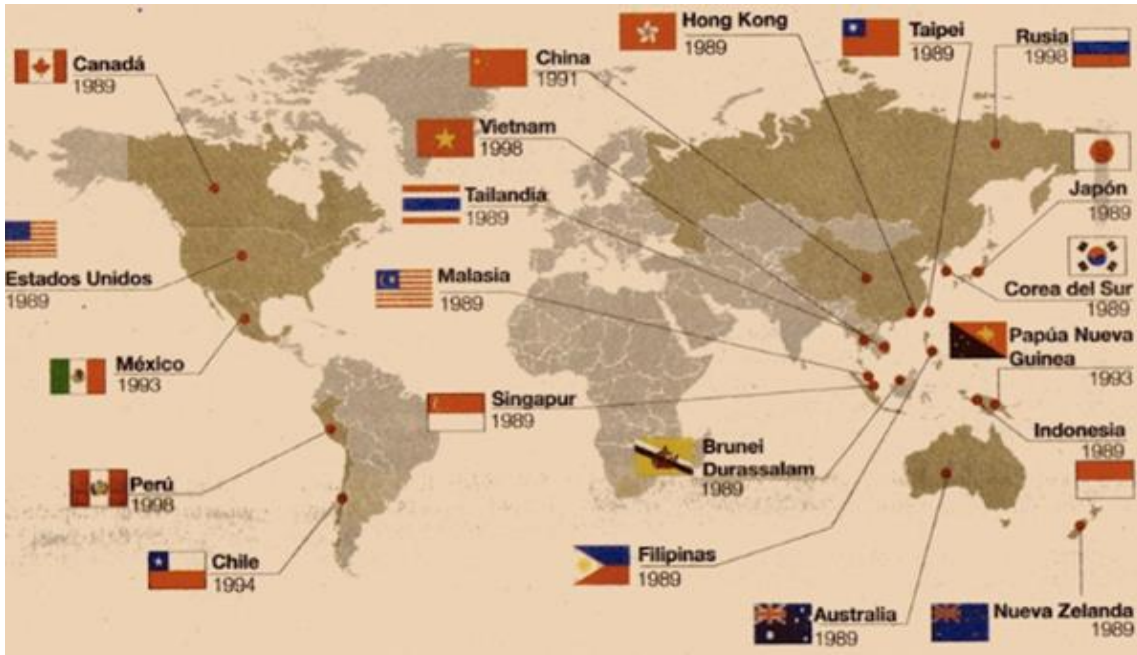 Canadá
1989
China
1991
Hong Kong
1989
Taipei
1989
Rusia
1998
Vietnam
1998
Tailandia
1989
Japón
1989
Estados Unidos
1989
Malasia
1989
Corea del Sur
1989
México
1993
Papúa Nueva
Guinea
1993
Singapur
1989
Indonesia
1989
Brunei
Durassalam
1989
Perú
1998
Chile
1994
Filipinas
1989
Australia
1989
Nueva Zelanda
1989